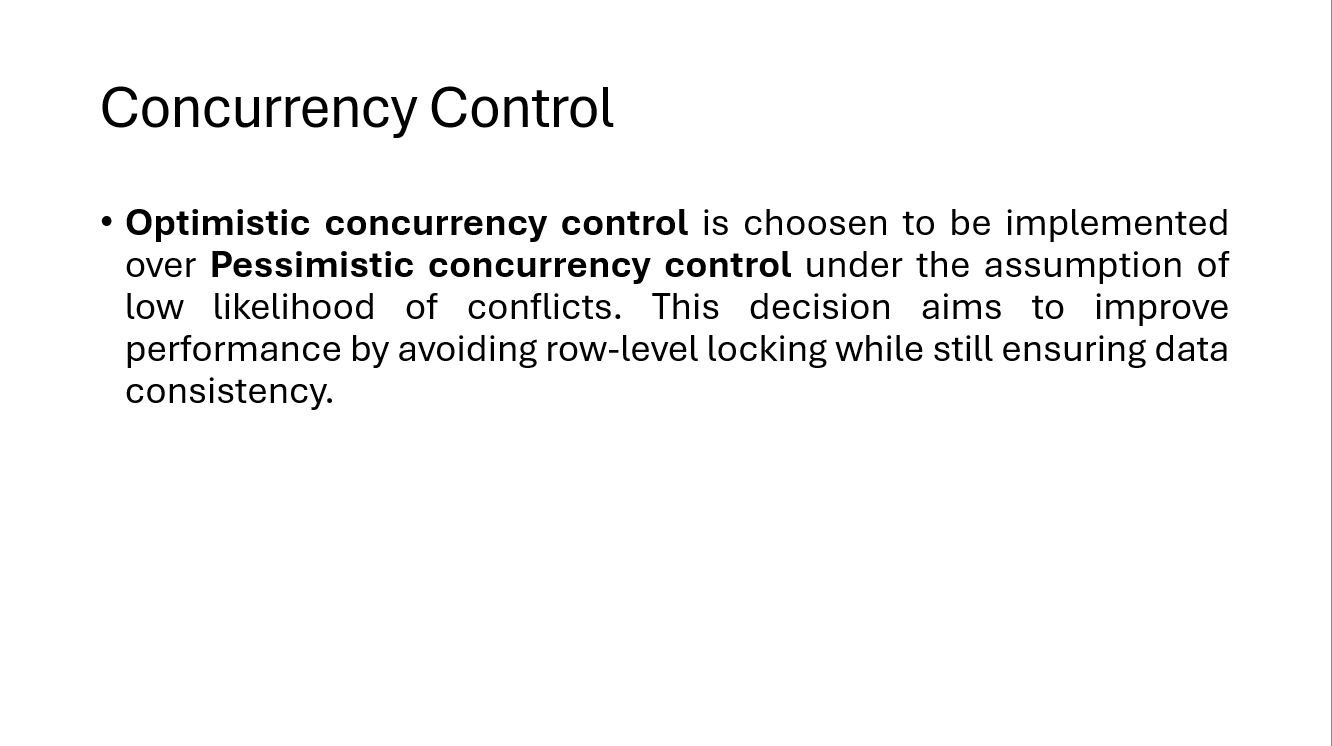 Concurrency Control
• Optimistic concurrency control is choosen to be implemented
over Pessimistic concurrency control under the assumption of
low likelihood of conflicts. This decision aims to improve
performance by avoiding row-level locking while still ensuring data
consistency.